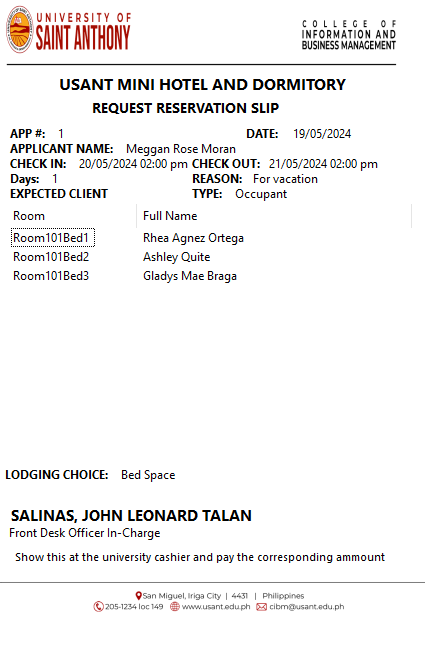 UNIVERSITY OF
SAINT ANTHONY
COLLEGE OF
INFORMATION AND
BUSINESS MANAGEMENT
USANT MINI HOTEL AND DORMITORY
REQUEST RESERVATION SLIP
APP #: 1 DATE: 19/05/2024
APPLICANT NAME: Meggan Rose Moran
CHECK IN: 20/05/2024 02:00 pm CHECK OUT: 21/05/2024 02:00 pm
Days: 1 REASON: For vacation
EXPECTED CLIENT TYPE: Occupant
Room Full Name
Room101Bed1 Rhea Agnez Ortega
Room101Bed2 Ashley Quite
Room101Bed3 Gladys Mae Braga
LODGING CHOICE: Bed Space
SALINAS, JOHN LEONARD TALAN
Front Desk Officer In-Charge
Show this at the university cashier and pay the corresponding ammount
San Miguel, Iriga City | 4431 | Philippines
205-1234 loc 149 www.usant.edu.ph cibm@usant.edu.ph